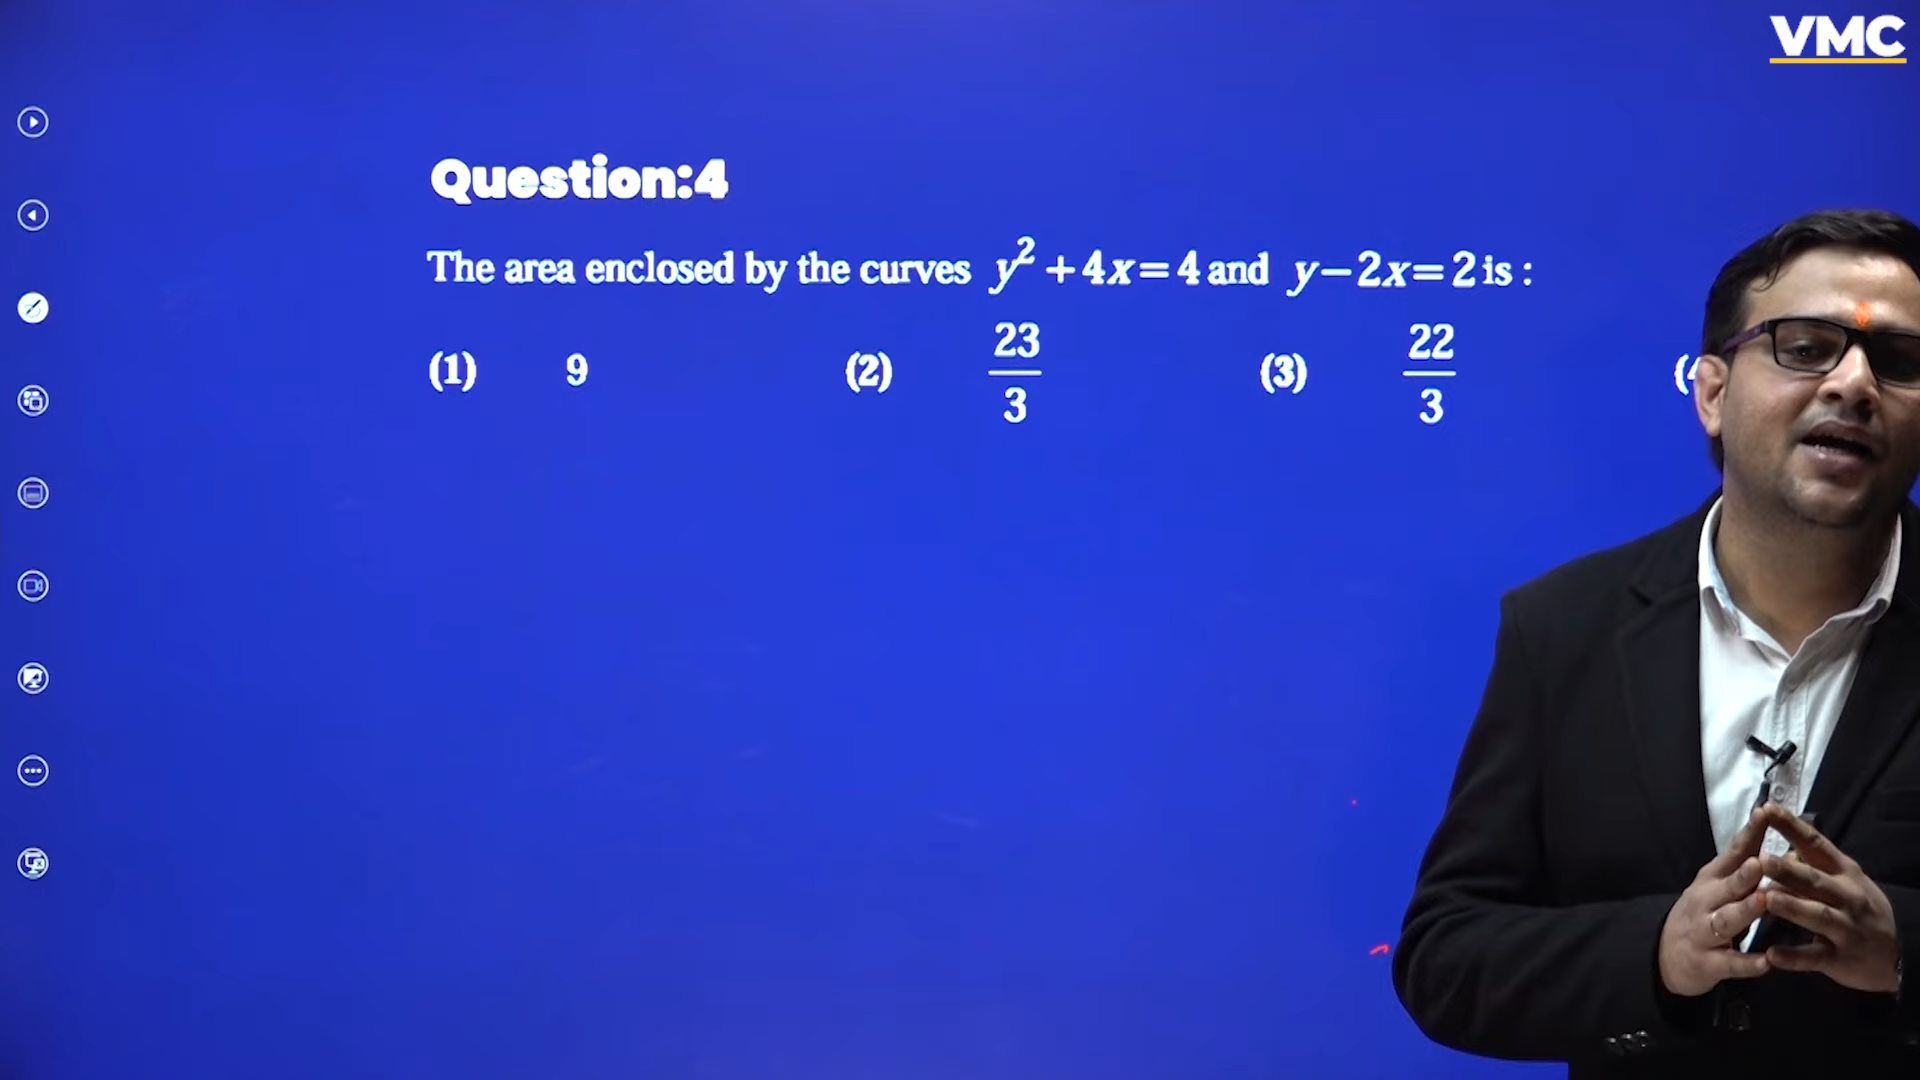 VMC
Question:4
The area enclosed by the curves y² + 4x = 4 and y − 2x = 2 is :
(1) 9 (2) 23/3 (3) 22/3